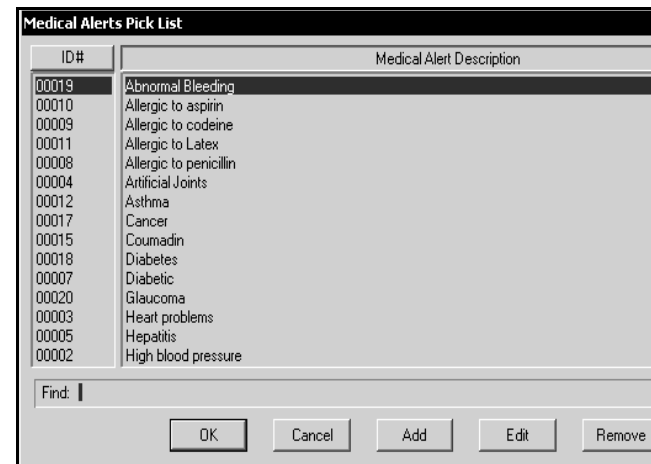 Medical Alerts Pick List
ID# Medical Alert Description
00019 Abnormal Bleeding
00010 Allergic to aspirin
00009 Allergic to codeine
00011 Allergic to Latex
00008 Allergic to penicillin
00004 Artificial Joints
00012 Asthma
00017 Cancer
00015 Coumadin
00018 Diabetes
00007 Diabetic
00020 Glaucoma
00003 Heart problems
00005 Hepatitis
00002 High blood pressure
Find:
OK Cancel Add Edit Remove